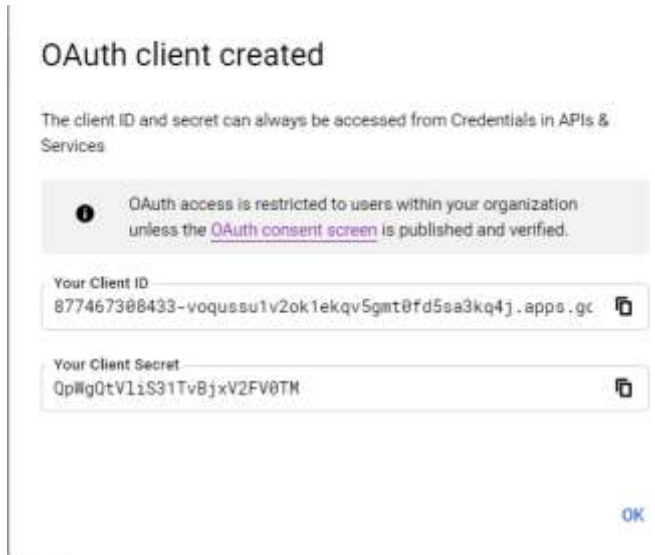 OAuth client created
The client ID and secret can always be accessed from Credentials in APIs &
Services
OAuth access is restricted to users within your organization
unless the OAuth consent screen is published and verified.
Your Client ID
877467308433-voqussu1v2ok1ekqv5gmt0fd5sa3kq4j.apps.gc
Your Client Secret
QpWgQtVliS31TvBjxV2FV0TM
OK